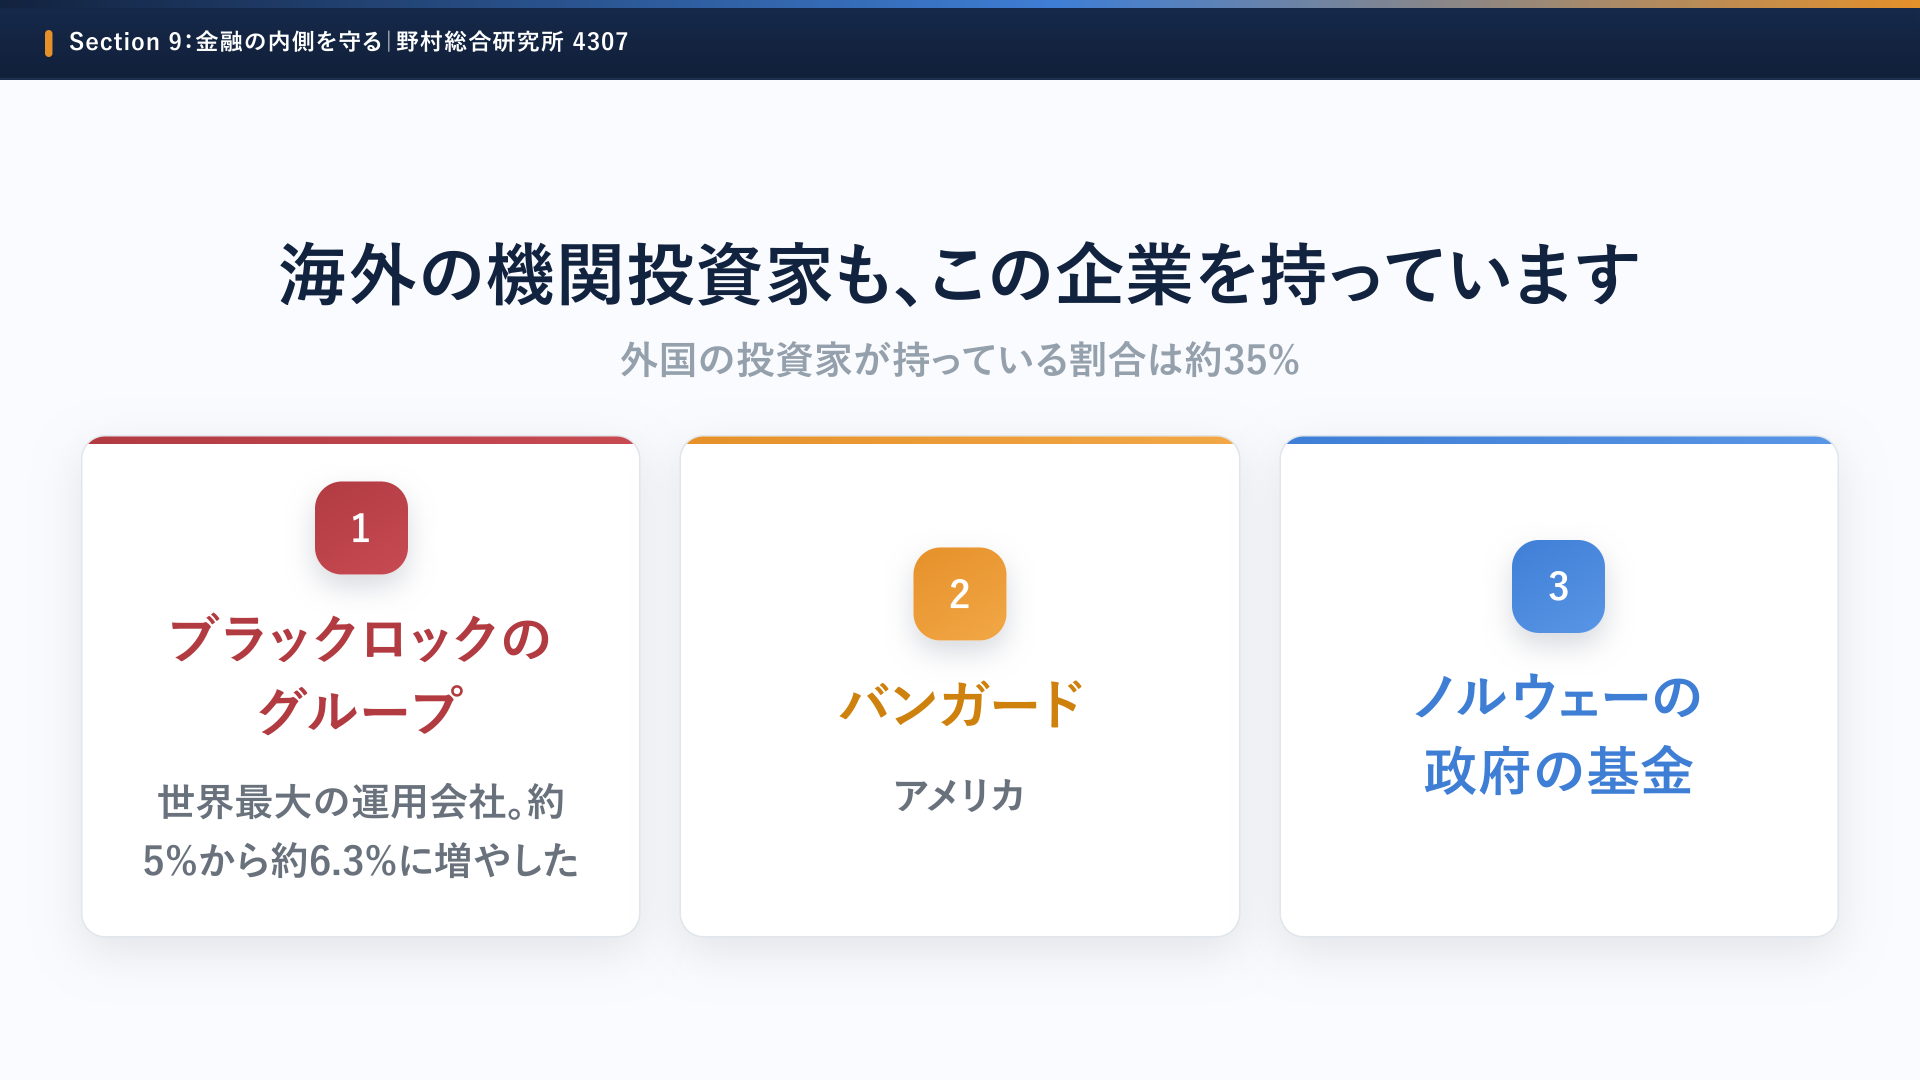 Section 9：金融の内側を守る｜野村総合研究所 4307
海外の機関投資家も、この企業を持っています
外国の投資家が持っている割合は約35%
1
ブラックロックの
グループ
世界最大の運用会社。約
5%から約6.3%に増やした
2
バンガード
アメリカ
3
ノルウェーの
政府の基金